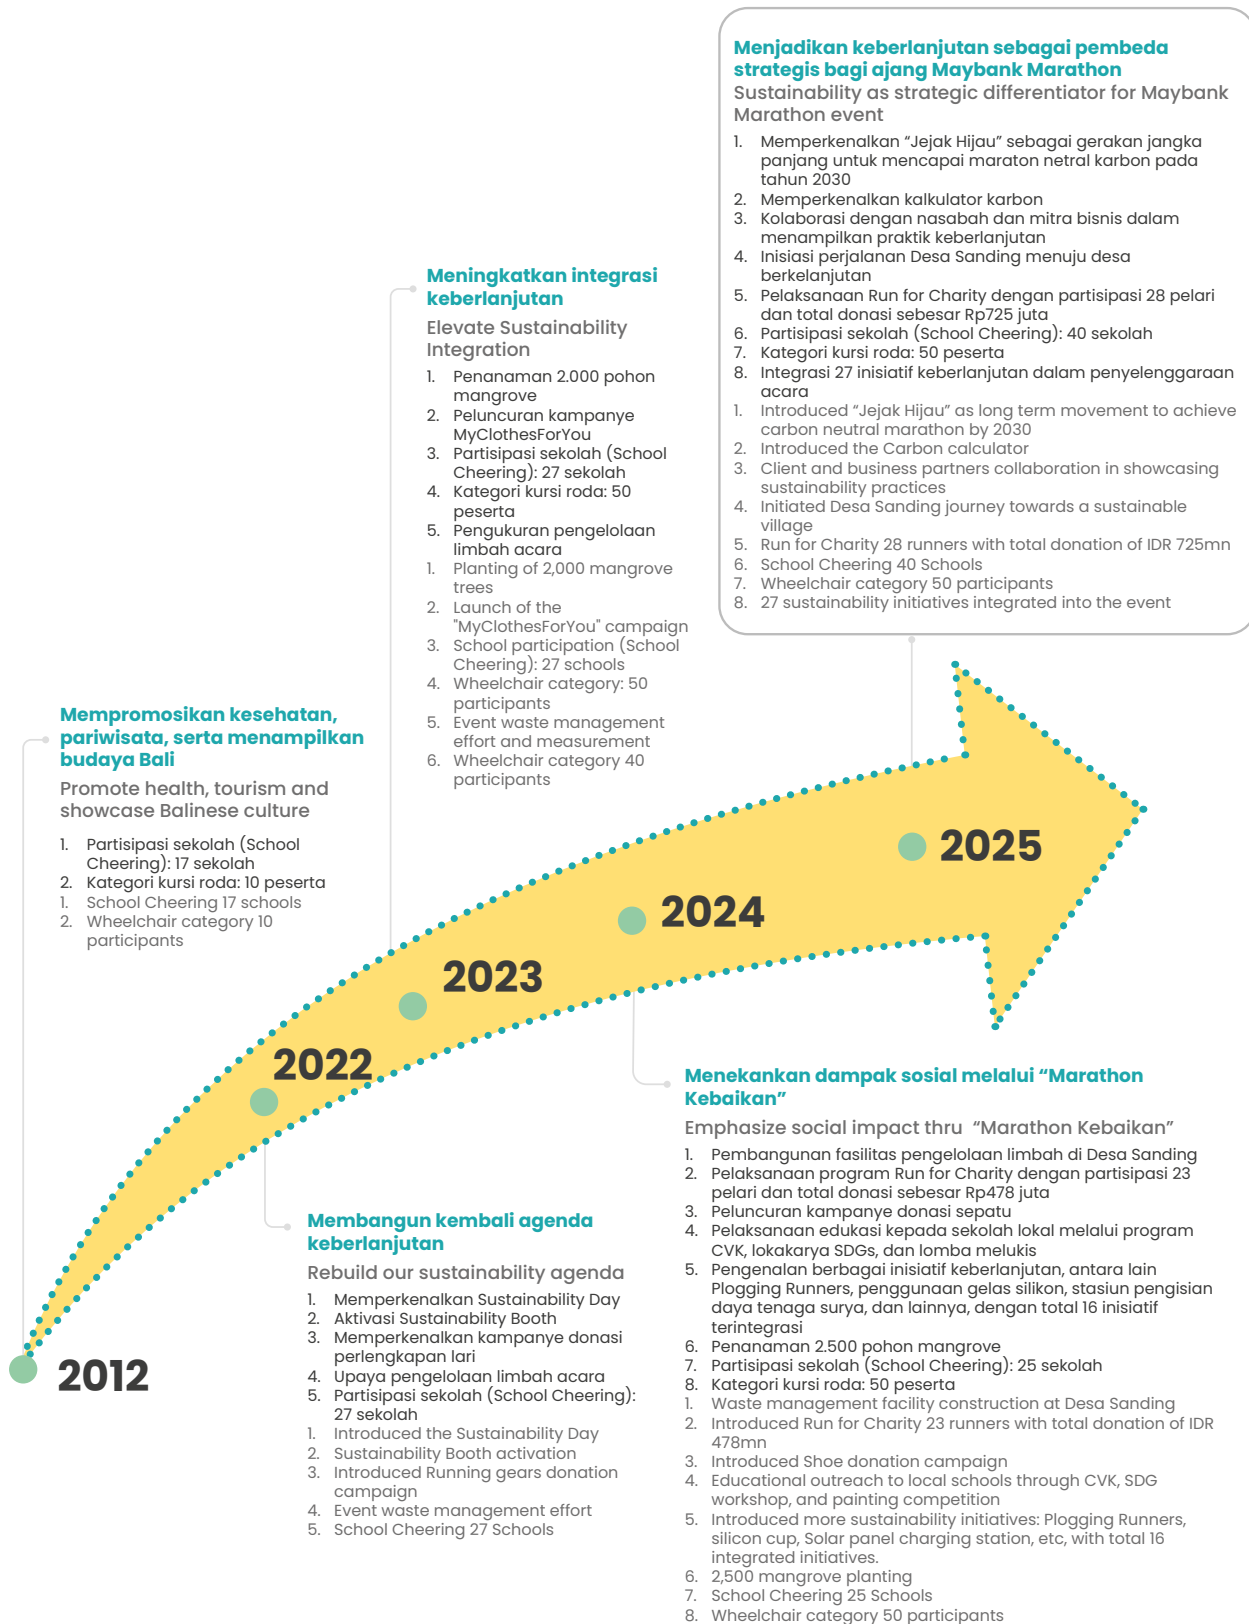 Menjadikan keberlanjutan sebagai pembeda
strategis bagi ajang Maybank Marathon
Sustainability as strategic differentiator for Maybank
Marathon event
1. Memperkenalkan “Jejak Hijau” sebagai gerakan jangka
panjang untuk mencapai maraton netral karbon pada
tahun 2030
2. Memperkenalkan kalkulator karbon
3. Kolaborasi dengan nasabah dan mitra bisnis dalam
menampilkan praktik keberlanjutan
4. Inisiasi perjalanan Desa Sanding menuju desa
berkelanjutan
5. Pelaksanaan Run for Charity dengan partisipasi 28 pelari
dan total donasi sebesar Rp725 juta
6. Partisipasi sekolah (School Cheering): 40 sekolah
7. Kategori kursi roda: 50 peserta
8. Integrasi 27 inisiatif keberlanjutan dalam penyelenggaraan
acara
1. Introduced “Jejak Hijau” as long term movement to achieve
carbon neutral marathon by 2030
2. Introduced the Carbon calculator
3. Client and business partners collaboration in showcasing
sustainability practices
4. Initiated Desa Sanding journey towards a sustainable
village
5. Run for Charity 28 runners with total donation of IDR 725mn
6. School Cheering 40 Schools
7. Wheelchair category 50 participants
8. 27 sustainability initiatives integrated into the event
Meningkatkan integrasi
keberlanjutan
Elevate Sustainability
Integration
1. Penanaman 2.000 pohon
mangrove
2. Peluncuran kampanye
MyClothesForYou
3. Partisipasi sekolah (School
Cheering): 27 sekolah
4. Kategori kursi roda: 50
peserta
5. Pengukuran pengelolaan
limbah acara
1. Planting of 2,000 mangrove
trees
2. Launch of the
"MyClothesForYou" campaign
3. School participation (School
Cheering): 27 schools
4. Wheelchair category: 50
participants
5. Event waste management
effort and measurement
6. Wheelchair category 40
participants
Mempromosikan kesehatan,
pariwisata, serta menampilkan
budaya Bali
Promote health, tourism and
showcase Balinese culture
1. Partisipasi sekolah (School
Cheering): 17 sekolah
2. Kategori kursi roda: 10 peserta
1. School Cheering 17 schools
2. Wheelchair category 10
participants
2025
2024
2023
2022
2012
Membangun kembali agenda
keberlanjutan
Rebuild our sustainability agenda
1. Memperkenalkan Sustainability Day
2. Aktivasi Sustainability Booth
3. Memperkenalkan kampanye donasi
perlengkapan lari
4. Upaya pengelolaan limbah acara
5. Partisipasi sekolah (School Cheering):
27 sekolah
1. Introduced the Sustainability Day
2. Sustainability Booth activation
3. Introduced Running gears donation
campaign
4. Event waste management effort
5. School Cheering 27 Schools
Menekankan dampak sosial melalui “Marathon
Kebaikan”
Emphasize social impact thru “Marathon Kebaikan”
1. Pembangunan fasilitas pengelolaan limbah di Desa Sanding
2. Pelaksanaan program Run for Charity dengan partisipasi 23
pelari dan total donasi sebesar Rp478 juta
3. Peluncuran kampanye donasi sepatu
4. Pelaksanaan edukasi kepada sekolah lokal melalui program
CVK, lokakarya SDGs, dan lomba melukis
5. Pengenalan berbagai inisiatif keberlanjutan, antara lain
Plogging Runners, penggunaan gelas silikon, stasiun pengisian
daya tenaga surya, dan lainnya, dengan total 16 inisiatif
terintegrasi
6. Penanaman 2.500 pohon mangrove
7. Partisipasi sekolah (School Cheering): 25 sekolah
8. Kategori kursi roda: 50 peserta
1. Waste management facility construction at Desa Sanding
2. Introduced Run for Charity 23 runners with total donation of IDR
478mn
3. Introduced Shoe donation campaign
4. Educational outreach to local schools through CVK, SDG
workshop, and painting competition
5. Introduced more sustainability initiatives: Plogging Runners,
silicon cup, Solar panel charging station, etc, with total 16
integrated initiatives.
6. 2,500 mangrove planting
7. School Cheering 25 Schools
8. Wheelchair category 50 participants